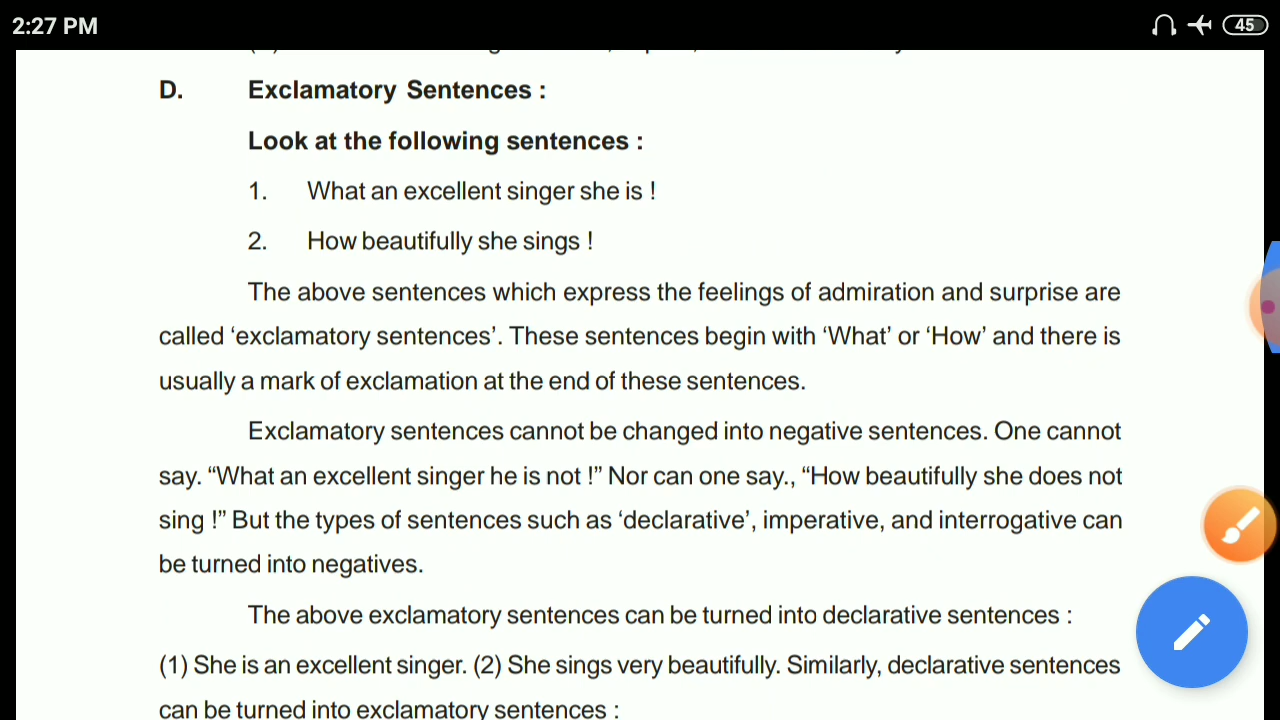 2:27 PM
45
D. Exclamatory Sentences :
Look at the following sentences :
1. What an excellent singer she is !
2. How beautifully she sings !
The above sentences which express the feelings of admiration and surprise are
called ‘exclamatory sentences’. These sentences begin with ‘What’ or ‘How’ and there is
usually a mark of exclamation at the end of these sentences.
Exclamatory sentences cannot be changed into negative sentences. One cannot
say. “What an excellent singer he is not !” Nor can one say., “How beautifully she does not
sing !” But the types of sentences such as ‘declarative’, imperative, and interrogative can
be turned into negatives.
The above exclamatory sentences can be turned into declarative sentences :
(1) She is an excellent singer. (2) She sings very beautifully. Similarly, declarative sentences
can be turned into exclamatory sentences :